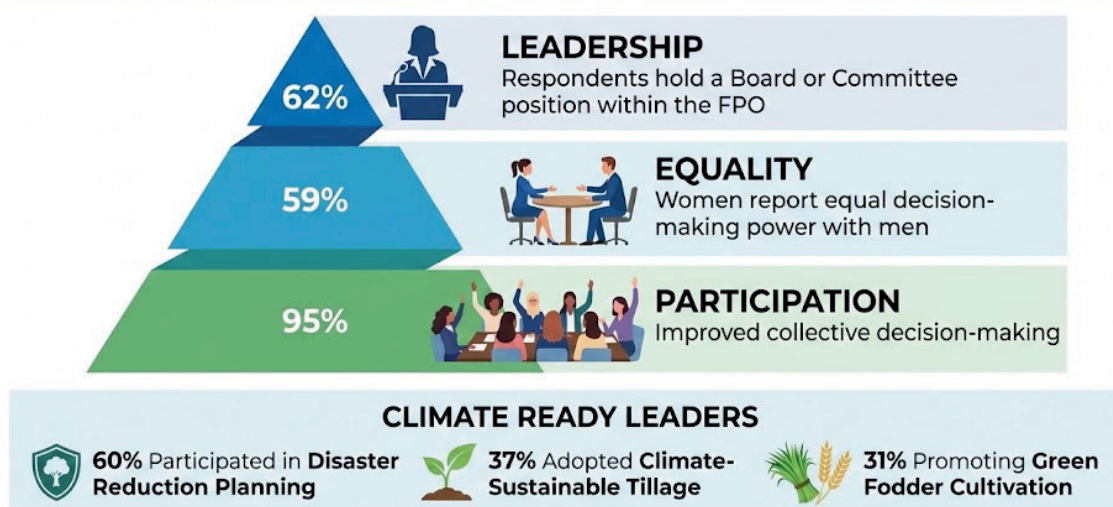 62%
LEADERSHIP
Respondents hold a Board or Committee
position within the FPO
59%
EQUALITY
Women report equal decision-
making power with men
95%
PARTICIPATION
Improved collective decision-making
CLIMATE READY LEADERS
60% Participated in Disaster
Reduction Planning
37% Adopted Climate-
Sustainable Tillage
31% Promoting Green
Fodder Cultivation